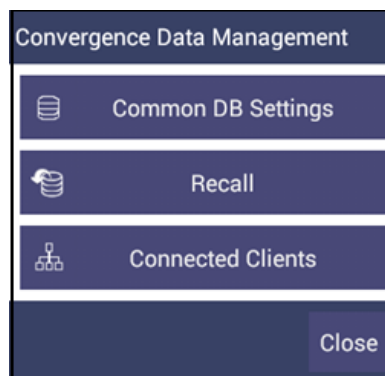 Convergence Data Management
Common DB Settings
Recall
Connected Clients
Close